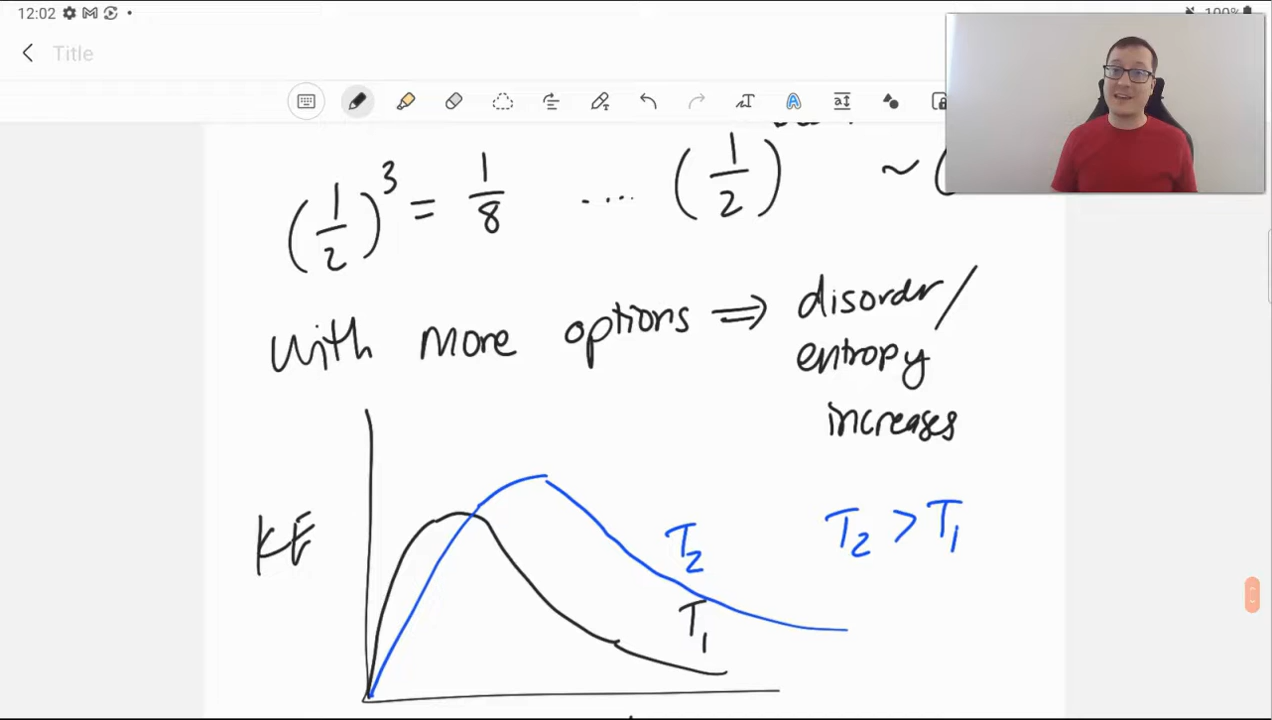 12:02
100%
Title
(1/2)^3 = 1/8 .... (1/2) ~ (
with more options ⇒ disorder/
entropy
increases
KE
T2
T2 > T1
T1